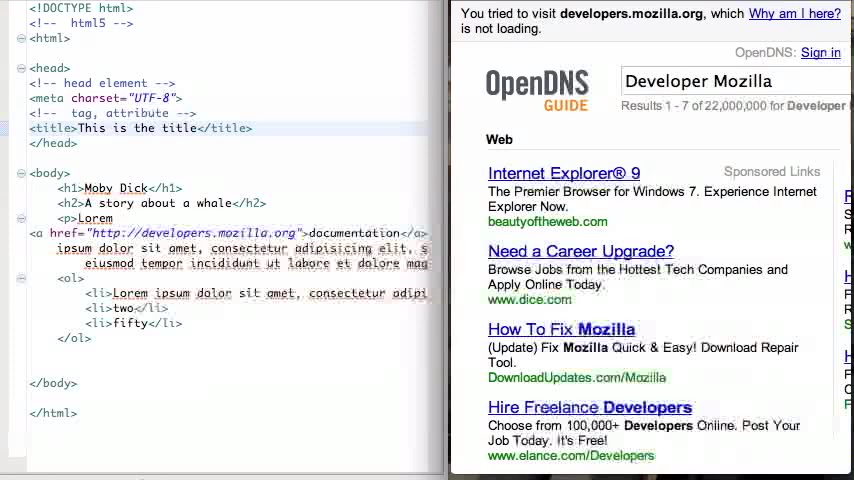 <!DOCTYPE html>
<!--  html5 -->
<html>
<head>
<!-- head element -->
<meta charset="UTF-8">
<!--  tag, attribute -->
<title>This is the title</title>
</head>
<body>
<h1>Moby Dick</h1>
<h2>A story about a whale</h2>
<p>Lorem
<a href="http://developers.mozilla.org">documentation</a>
ipsum dolor sit amet, consectetur adipisicing elit, s
eiusmod tempor incididunt ut labore et dolore mag
<ol>
<li>Lorem ipsum dolor sit amet, consectetur adipi
<li>two</li>
<li>fifty</li>
</ol>
</body>
</html>
You tried to visit developers.mozilla.org, which Why am I here?
is not loading.
OpenDNS: Sign in
OpenDNS
GUIDE
Developer Mozilla
Results 1 - 7 of 22,000,000 for Developer
Web
Sponsored Links
Internet Explorer® 9
The Premier Browser for Windows 7. Experience Internet
Explorer Now.
beautyoftheweb.com
Need a Career Upgrade?
Browse Jobs from the Hottest Tech Companies and
Apply Online Today.
www.dice.com
How To Fix Mozilla
(Update) Fix Mozilla Quick & Easy! Download Repair
Tool.
DownloadUpdates.com/Mozilla
Hire Freelance Developers
Choose from 100,000+ Developers Online. Post Your
Job Today. It's Free!
www.elance.com/Developers